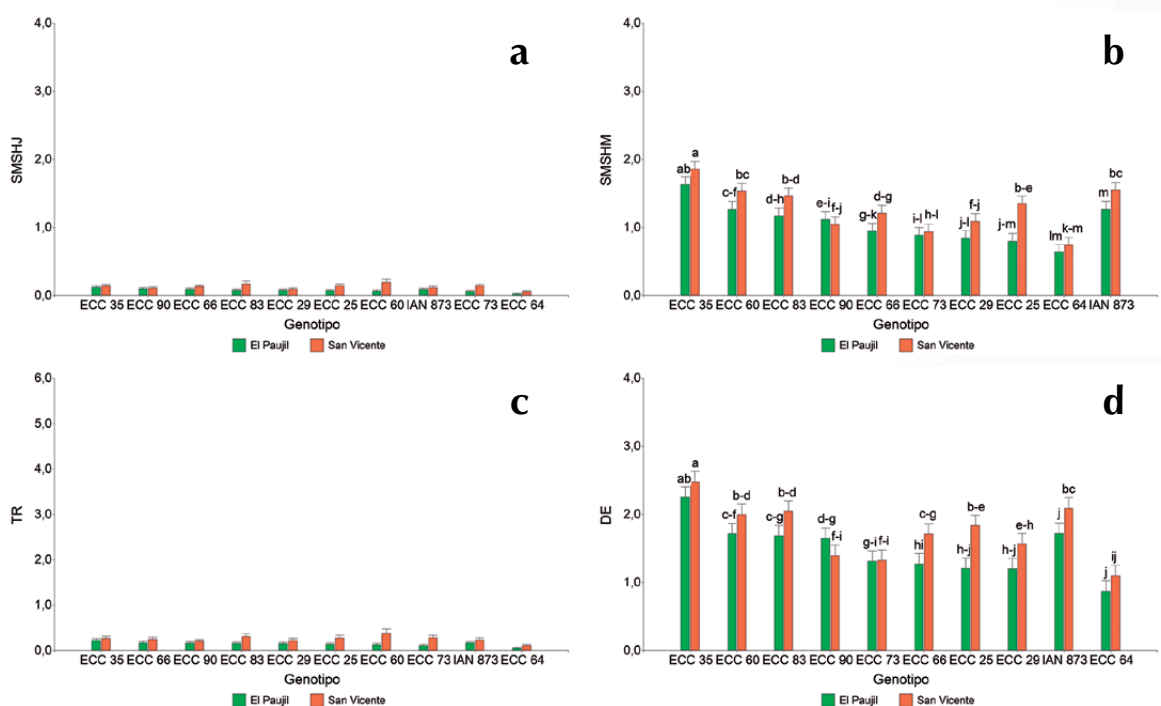 a
4,0
3,0
2,0
1,0
0,0
SMSHJ
ECC 35 ECC 90 ECC 66 ECC 83 ECC 29 ECC 25 ECC 60 IAN 873 ECC 73 ECC 64
Genotipo
El Paujil San Vicente
b
4,0
3,0
2,0
1,0
0,0
SMSHM
ab a c-f bc d-h b-d e-i f-j g-k d-g i-l h-l j-l f-j j-m b-e lm k-m m bc
ECC 35 ECC 60 ECC 83 ECC 90 ECC 66 ECC 73 ECC 29 ECC 25 ECC 64 IAN 873
Genotipo
El Paujil San Vicente
c
6,0
5,0
4,0
3,0
2,0
1,0
0,0
TR
ECC 35 ECC 66 ECC 90 ECC 83 ECC 29 ECC 25 ECC 60 ECC 73 IAN 873 ECC 64
Genotipo
El Paujil San Vicente
d
4,0
3,0
2,0
1,0
0,0
DE
ab a c-f b-d c-g b-d d-g f-i g-i f-i hi c-g h-j b-e h-j e-h j bc j ij
ECC 35 ECC 60 ECC 83 ECC 90 ECC 73 ECC 66 ECC 25 ECC 29 IAN 873 ECC 64
Genotipo
El Paujil San Vicente